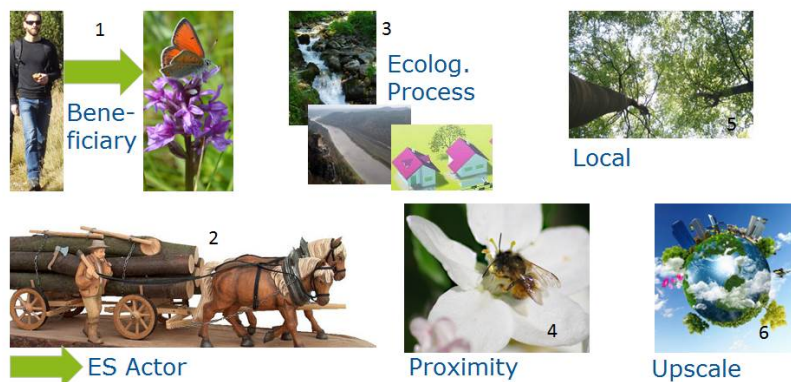 1
Bene-
ficiary
3
Ecolog.
Process
5
Local
2
ES Actor
4
Proximity
6
Upscale